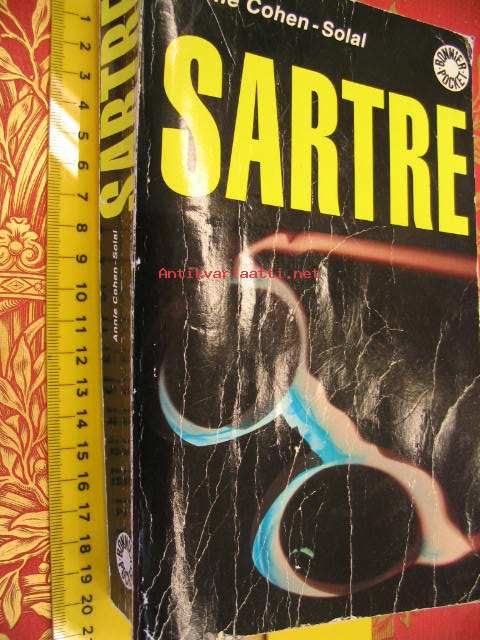 Annie Cohen-Solal
BONNIER
POCKET
SARTRE
SARTRE
Annie Cohen-Solal
Antikvariaatti.net
1
2
3
4
5
6
7
8
9
10
11
12
13
14
15
16
17
18
19
20